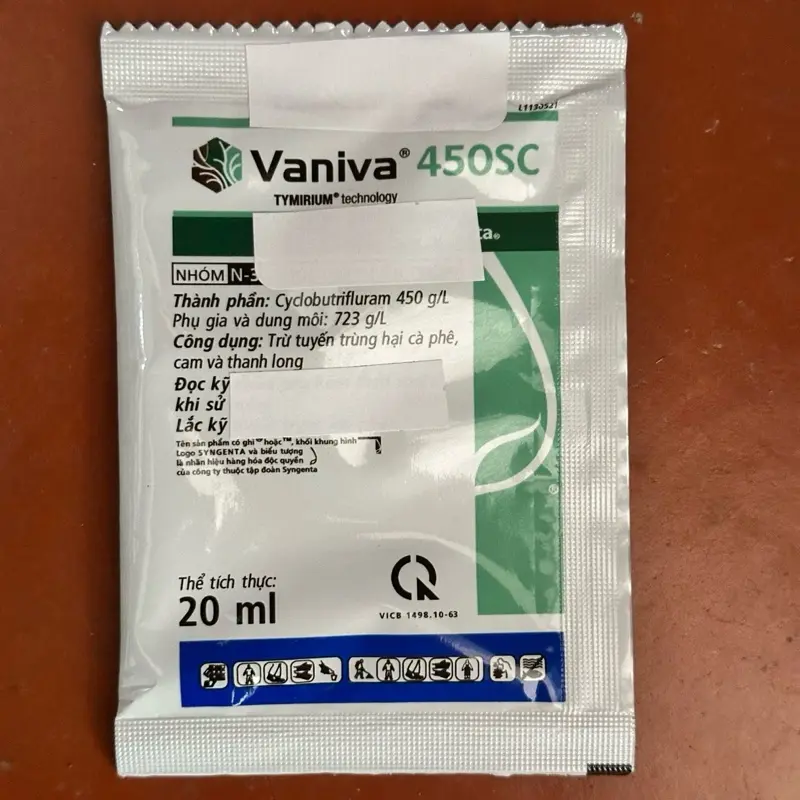 L1130521
Vaniva® 450SC
TYMIRIUM® technology
ta®
NHÓM N-3
Thành phần: Cyclobutrifluram 450 g/L
Phụ gia và dung môi: 723 g/L
Công dụng: Trừ tuyến trùng hại cà phê,
cam và thanh long
Đọc kỹ
khi sử
Lắc kỹ
Tên sản phẩm có ghi ® hoặc ™, khối khung hình
Logo SYNGENTA và biểu tượng
là nhãn hiệu hàng hóa độc quyền
của công ty thuộc tập đoàn Syngenta
Thể tích thực:
20 ml
VICB 1498.10-63